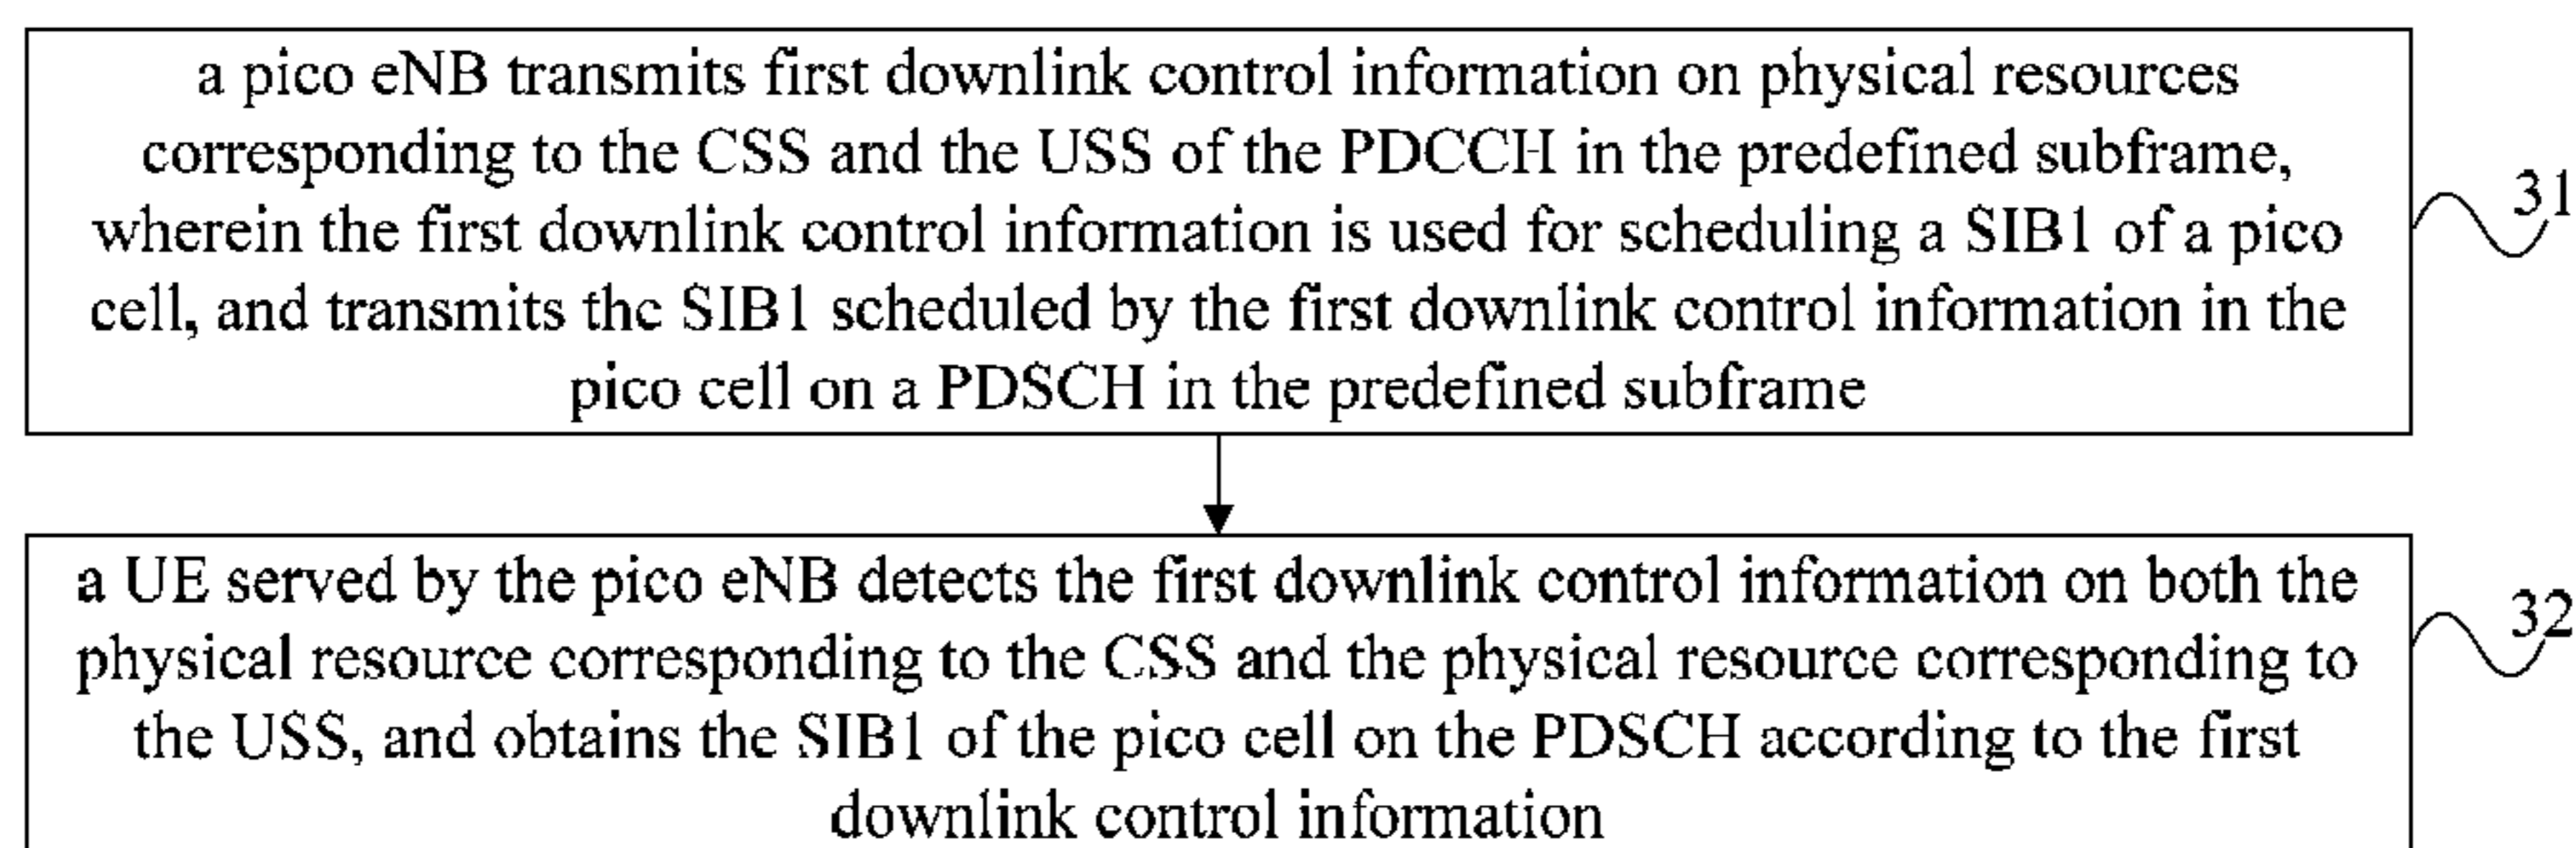 a pico eNB transmits first downlink control information on physical resources
corresponding to the CSS and the USS of the PDCCH in the predefined subframe,
wherein the first downlink control information is used for scheduling a SIB1 of a pico
cell, and transmits the SIB1 scheduled by the first downlink control information in the
pico cell on a PDSCH in the predefined subframe
31
a UE served by the pico eNB detects the first downlink control information on both the
physical resource corresponding to the CSS and the physical resource corresponding to
the USS, and obtains the SIB1 of the pico cell on the PDSCH according to the first
downlink control information
32